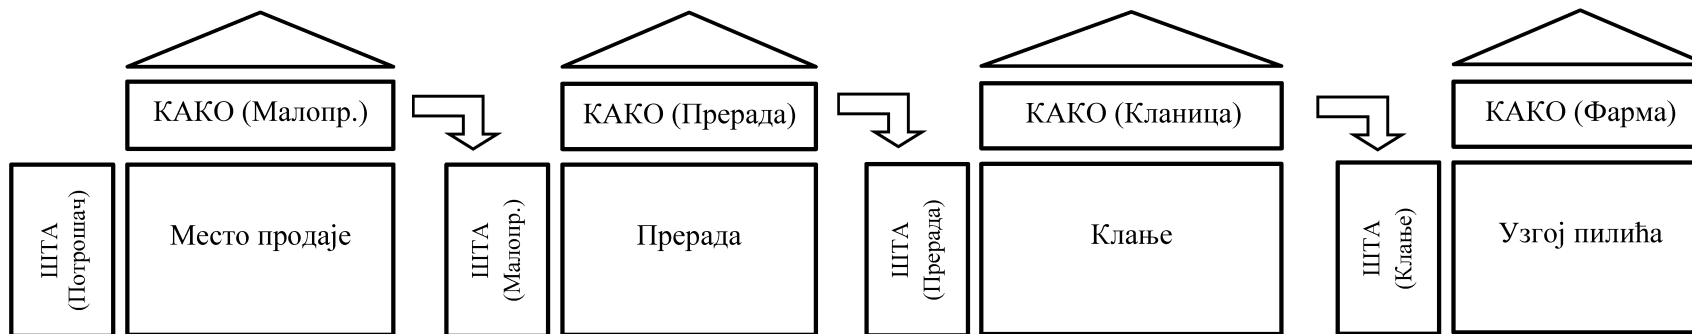 КАКО (Малопр.)
КАКО (Прерада)
КАКО (Кланица)
КАКО (Фарма)
ШТА
(Потрошач)
Место продаје
ШТА
(Малопр.)
Прерада
ШТА
(Прерада)
Клање
ШТА
(Клање)
Узгој пилића